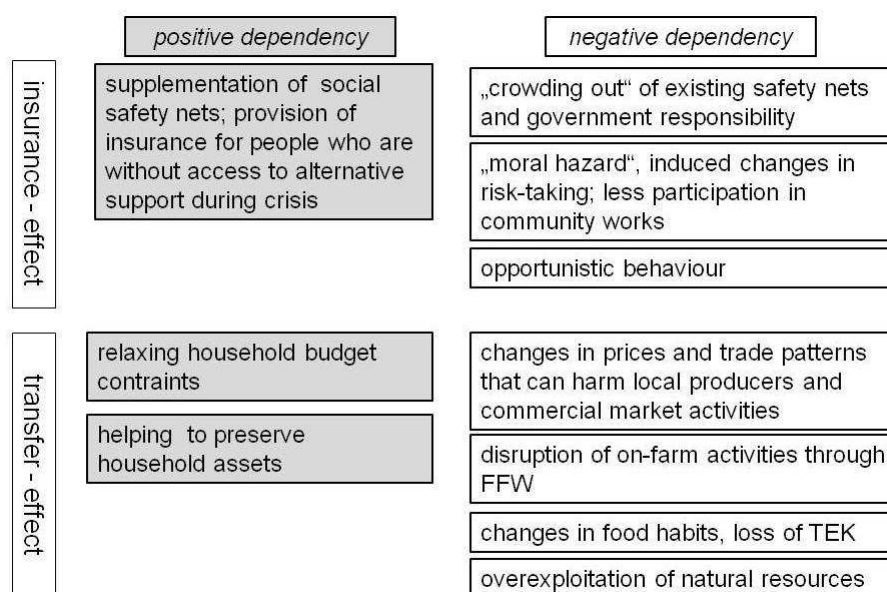 positive dependency
negative dependency
insurance - effect
supplementation of social
safety nets; provision of
insurance for people who are
without access to alternative
support during crisis
„crowding out“ of existing safety nets
and government responsibility
„moral hazard“, induced changes in
risk-taking; less participation in
community works
opportunistic behaviour
transfer - effect
relaxing household budget
contraints
helping to preserve
household assets
changes in prices and trade patterns
that can harm local producers and
commercial market activities
disruption of on-farm activities through
FFW
changes in food habits, loss of TEK
overexploitation of natural resources